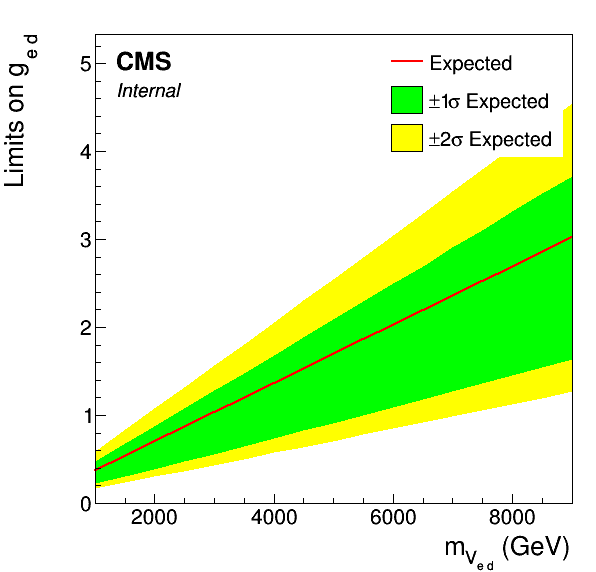 CMS
Internal
Expected
±1σ Expected
±2σ Expected
Limits on g_ed
5
4
3
2
1
0
2000 4000 6000 8000
m_V_ed (GeV)